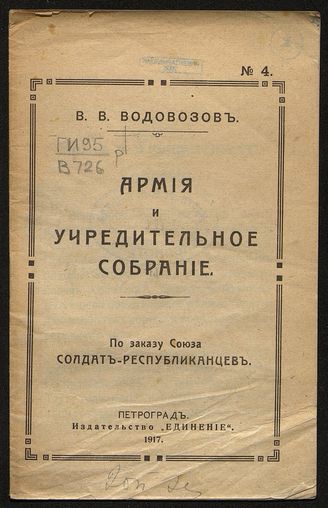 № 4.
В. В. ВОДОВОЗОВЪ.
ГИ95
В726
р
АРМІЯ
И
УЧРЕДИТЕЛЬНОЕ
СОБРАНІЕ.
По заказу Союза
СОЛДАТЪ-РЕСПУБЛИКАНЦЕВЪ.
ПЕТРОГРАДЪ.
Издательство „ЕДИНЕНІЕ“.
1917.